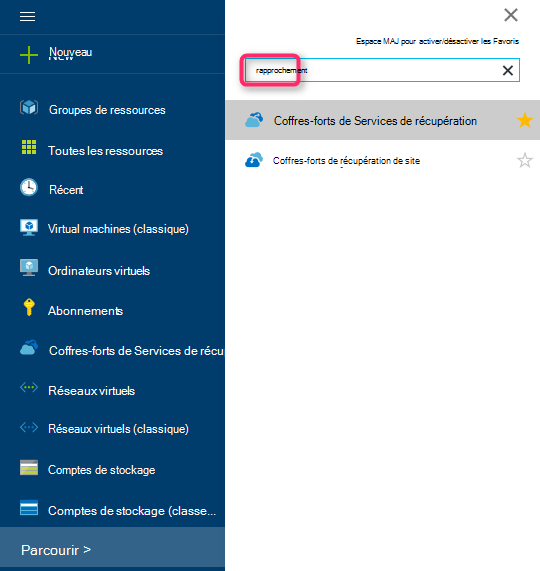 Nouveau
Groupes de ressources
Toutes les ressources
Récent
Virtual machines (classique)
Ordinateurs virtuels
Abonnements
Coffres-forts de Services de récu
Réseaux virtuels
Réseaux virtuels (classique)
Comptes de stockage
Comptes de stockage (classe...
Parcourir >
Espace MAJ pour activer/désactiver les Favoris
rapprochement
Coffres-forts de Services de récupération
Coffres-forts de récupération de site